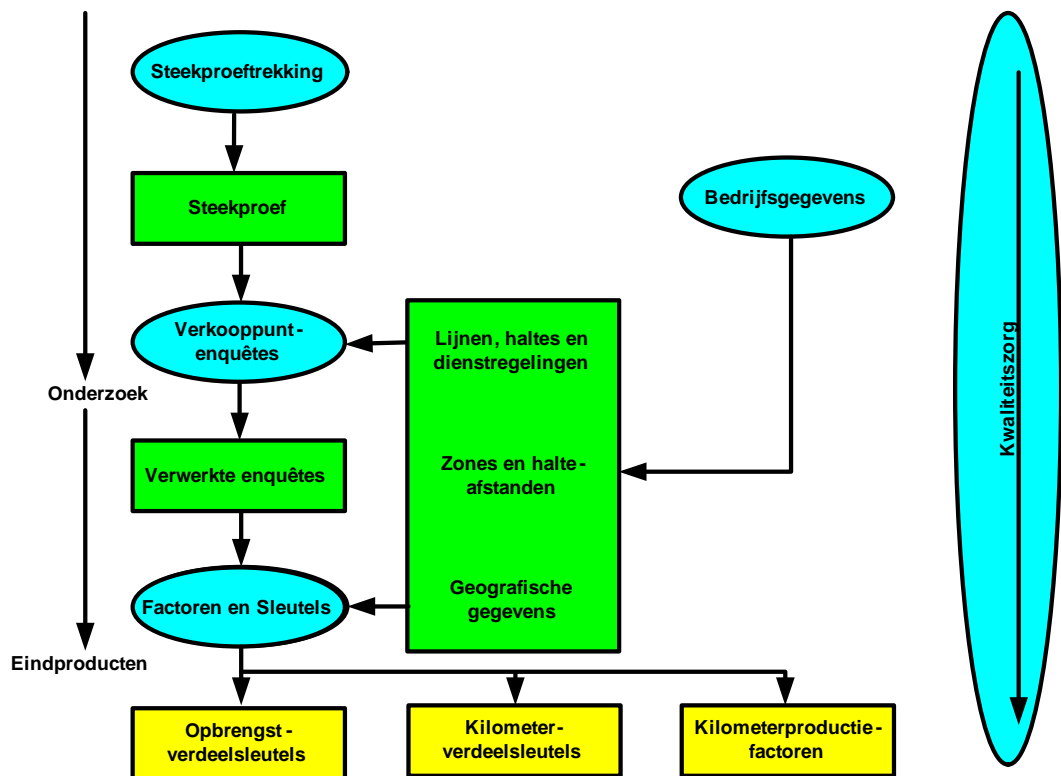 Steekproeftrekking
Steekproef
Bedrijfsgegevens
Verkooppunt-
enquêtes
Lijnen, haltes en
dienstregelingen
Onderzoek
Kwaliteitszorg
Verwerkte enquêtes
Zones en halte-
afstanden
Factoren en Sleutels
Geografische
gegevens
Eindproducten
Opbrengst-
verdeelsleutels
Kilometer-
verdeelsleutels
Kilometerproductie-
factoren